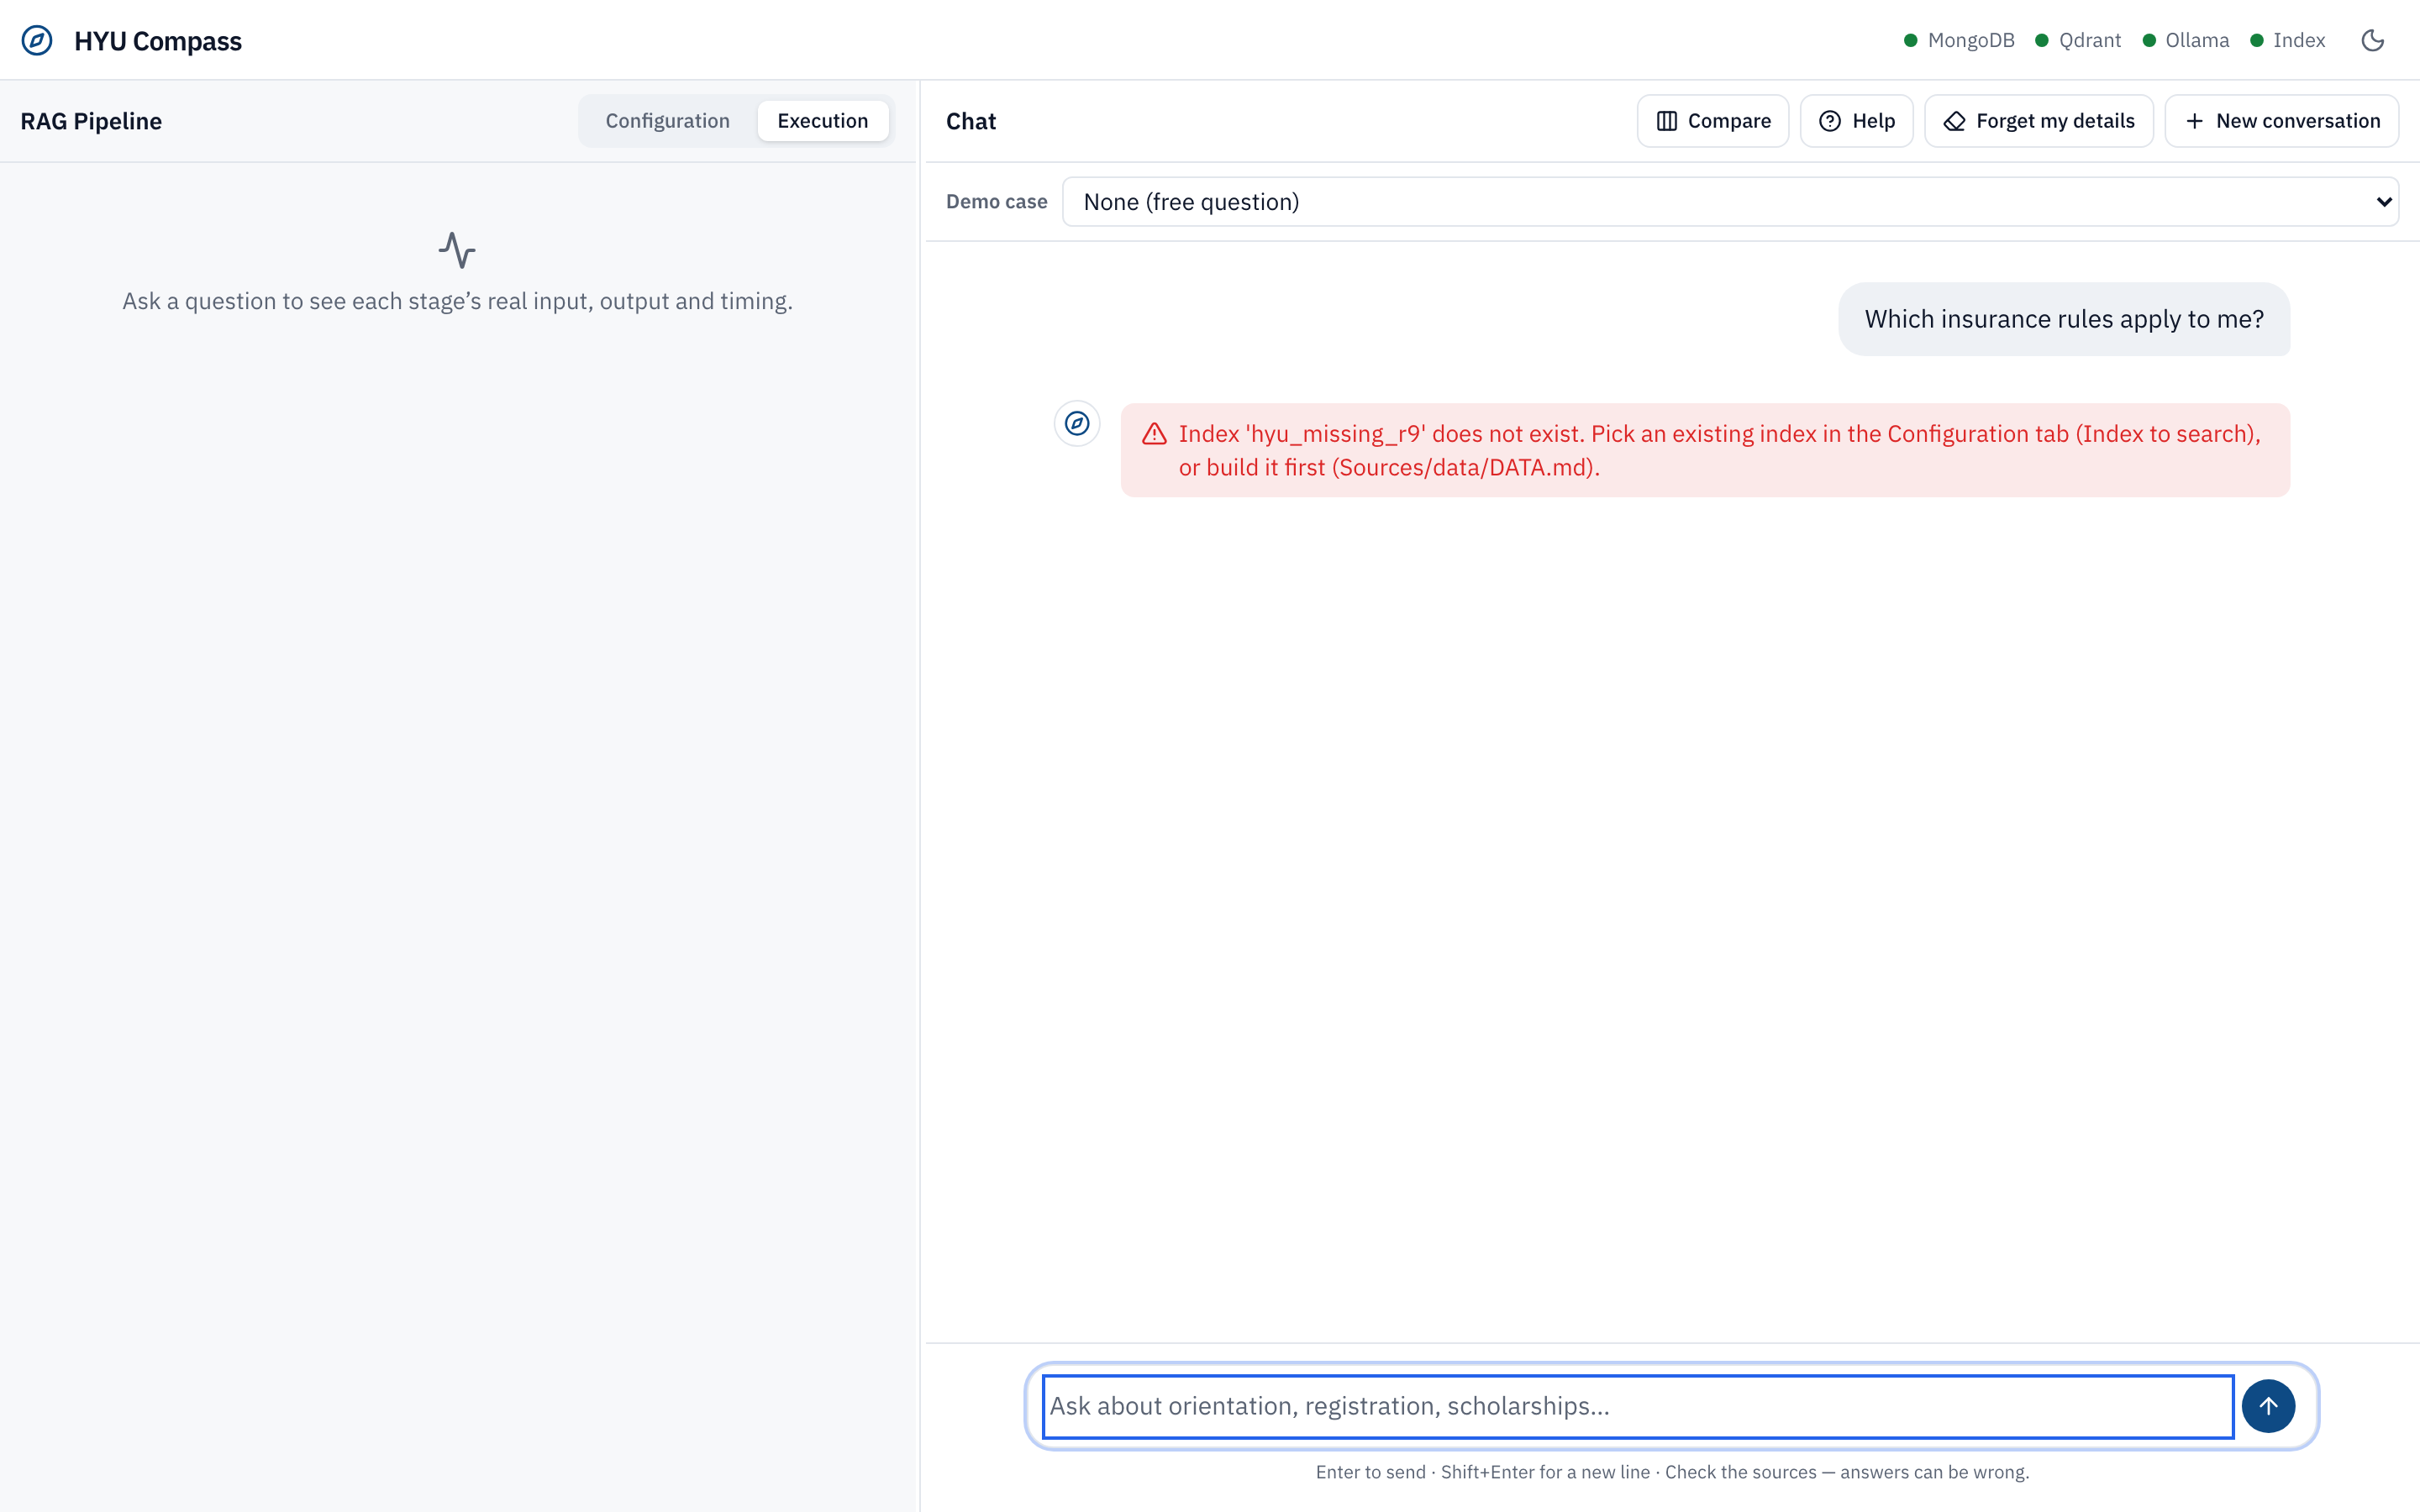 HYU Compass
MongoDB Qdrant Ollama Index
RAG Pipeline
Configuration Execution
Ask a question to see each stage’s real input, output and timing.
Chat
Compare Help Forget my details New conversation
Demo case None (free question)
Which insurance rules apply to me?
Index 'hyu_missing_r9' does not exist. Pick an existing index in the Configuration tab (Index to search),
or build it first (Sources/data/DATA.md).
Ask about orientation, registration, scholarships...
Enter to send · Shift+Enter for a new line · Check the sources — answers can be wrong.